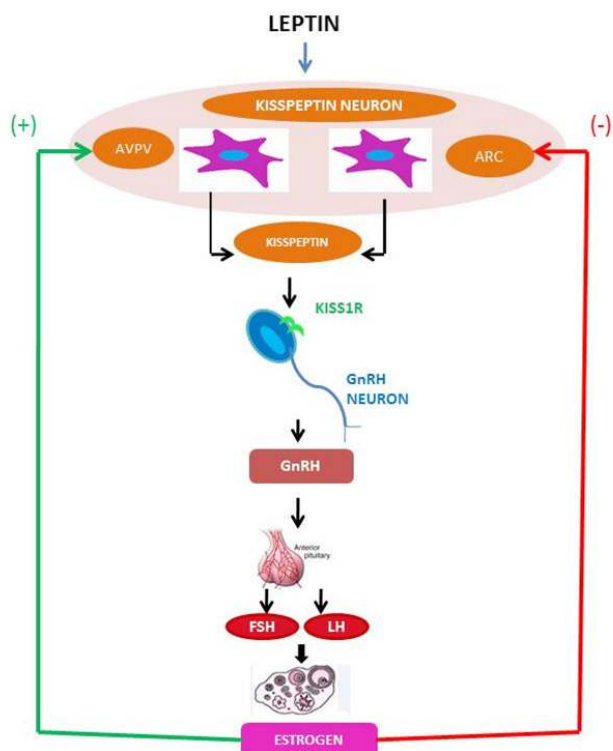 LEPTIN
KISSPEPTIN NEURON
(+)
(-)
AVPV
ARC
KISSPEPTIN
KISS1R
GnRH
NEURON
GnRH
Anterior
pituitary
FSH
LH
ESTROGEN